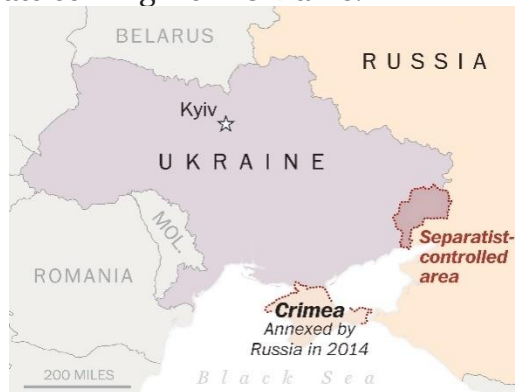 BELARUS
RUSSIA
Kyiv
UKRAINE
MOL.
Separatist-
controlled
area
ROMANIA
Crimea
Annexed by
Russia in 2014
200 MILES
Black Sea